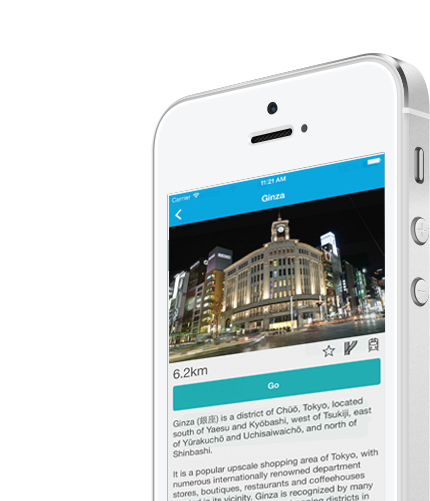 Carrier 11:21 AM
Ginza
6.2km
Go
Ginza (銀座) is a district of Chūō, Tokyo, located
south of Yaesu and Kyōbashi, west of Tsukiji, east
of Yūrakuchō and Uchisaiwaichō, and north of
Shinbashi.
It is a popular upscale shopping area of Tokyo, with
numerous internationally renowned department
stores, boutiques, restaurants and coffeehouses
in its vicinity. Ginza is recognized by many
districts in